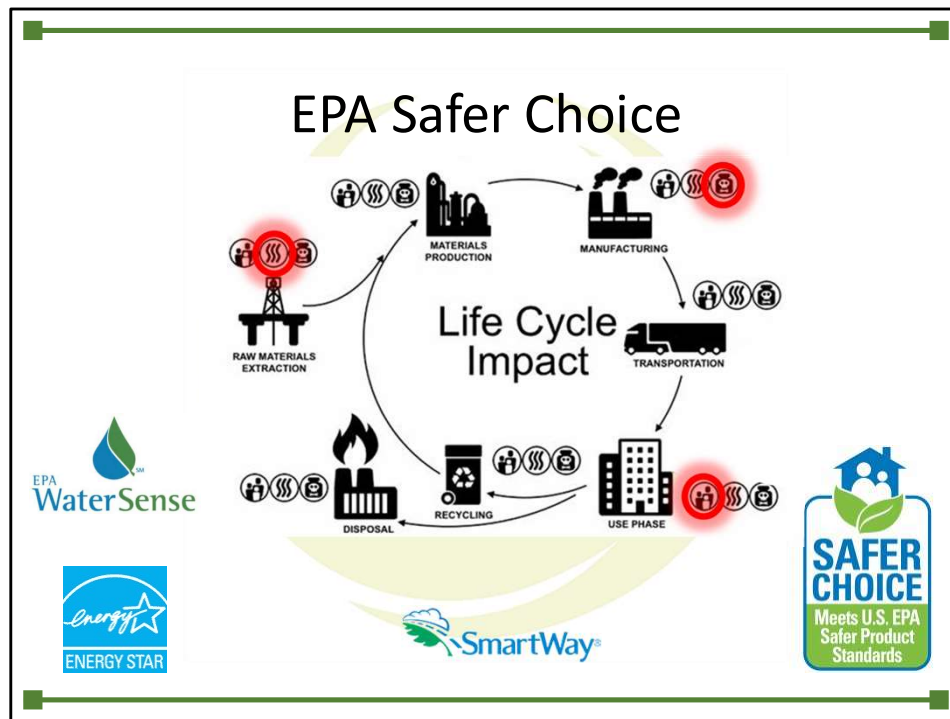 EPA Safer Choice
MATERIALS
PRODUCTION
MANUFACTURING
RAW MATERIALS
EXTRACTION
Life Cycle
Impact
TRANSPORTATION
DISPOSAL
RECYCLING
USE PHASE
EPA
WaterSense
SM
energy
ENERGY STAR
SmartWay®
SAFER
CHOICE
Meets U.S. EPA
Safer Product
Standards